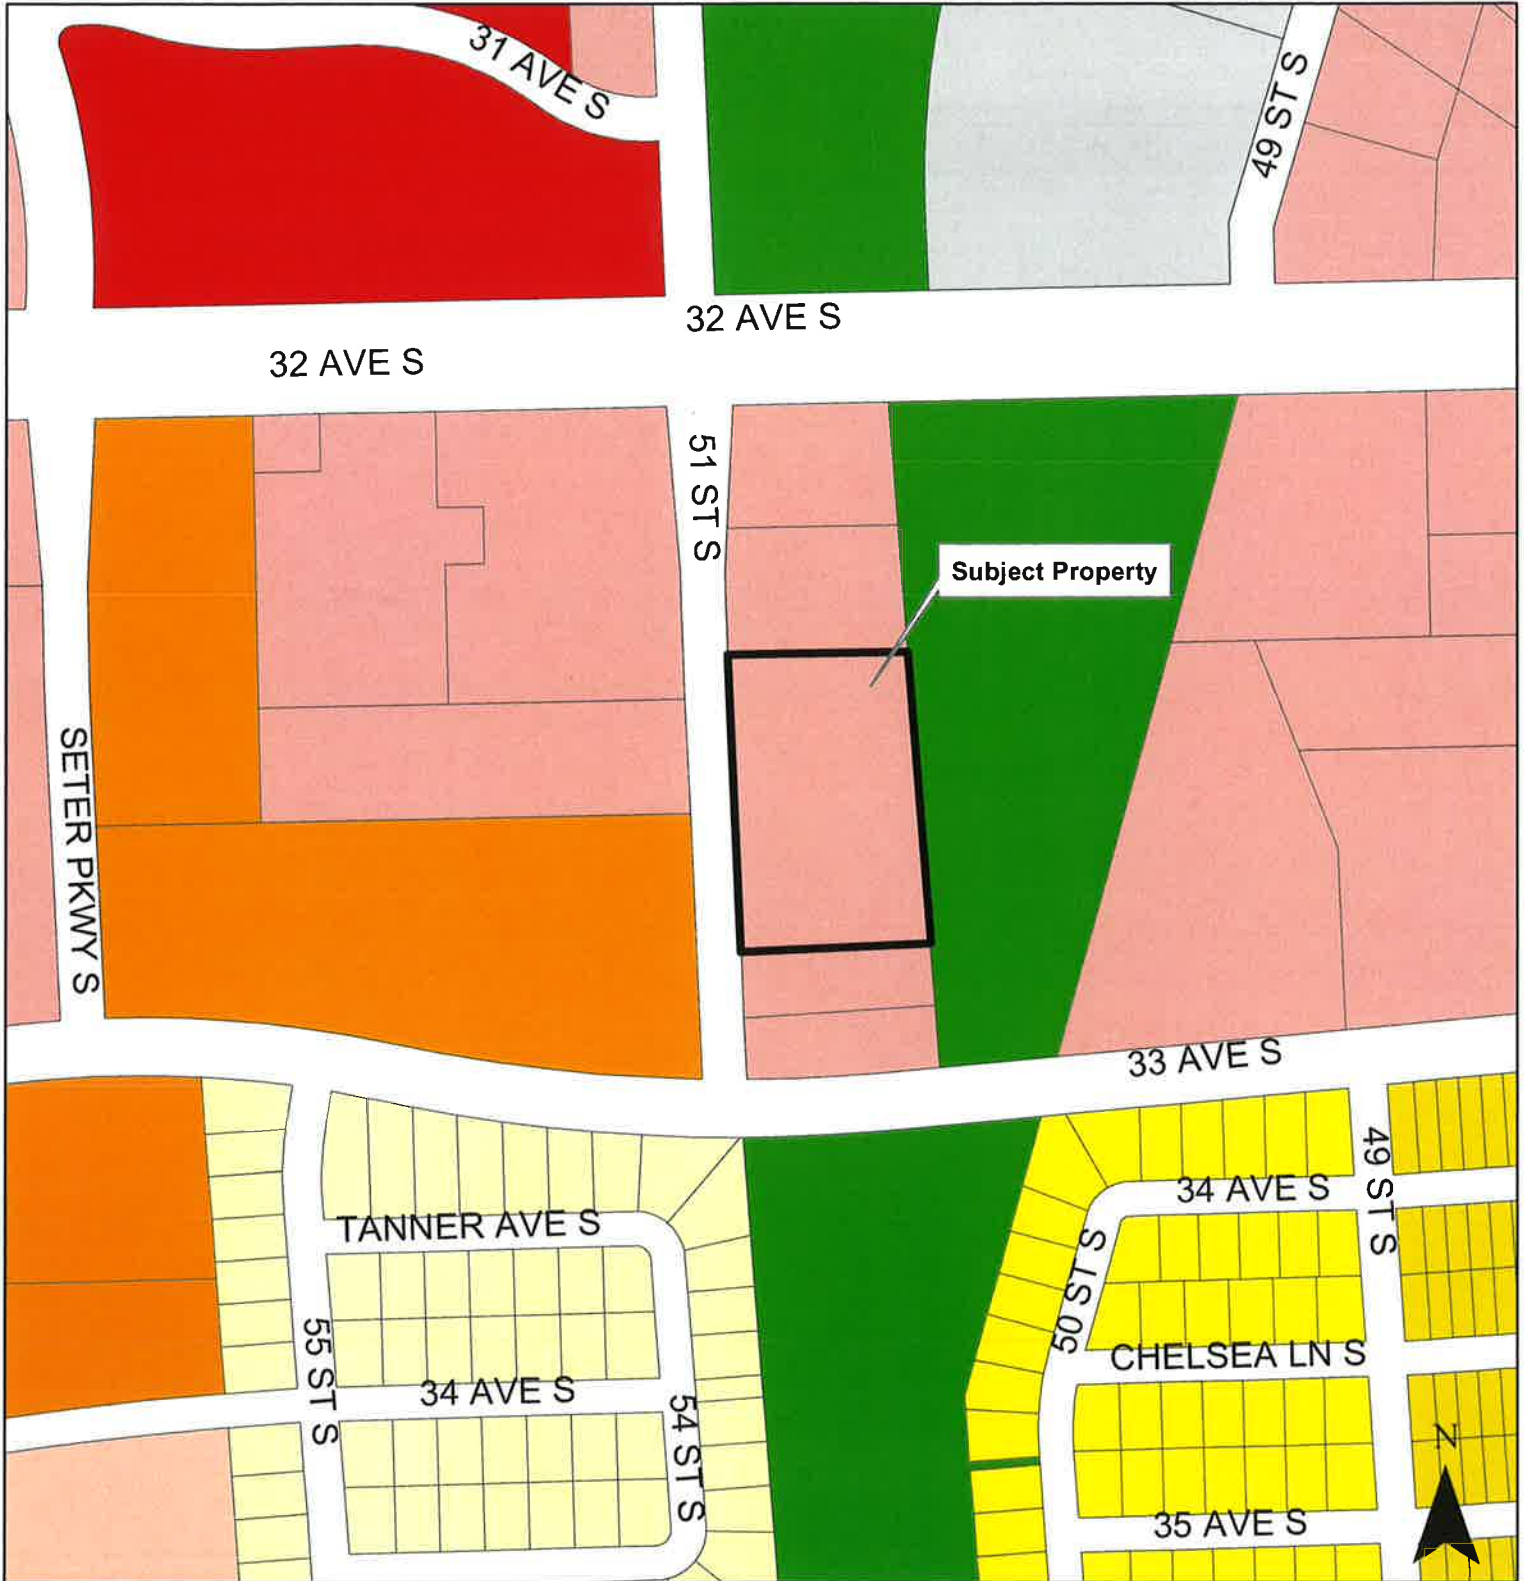 31 AVE S
49 ST S
32 AVE S
32 AVE S
51 ST S
Subject Property
SETER PKWY S
33 AVE S
49 ST S
34 AVE S
TANNER AVE S
50 ST S
55 ST S
CHELSEA LN S
34 AVE S
54 ST S
N
35 AVE S